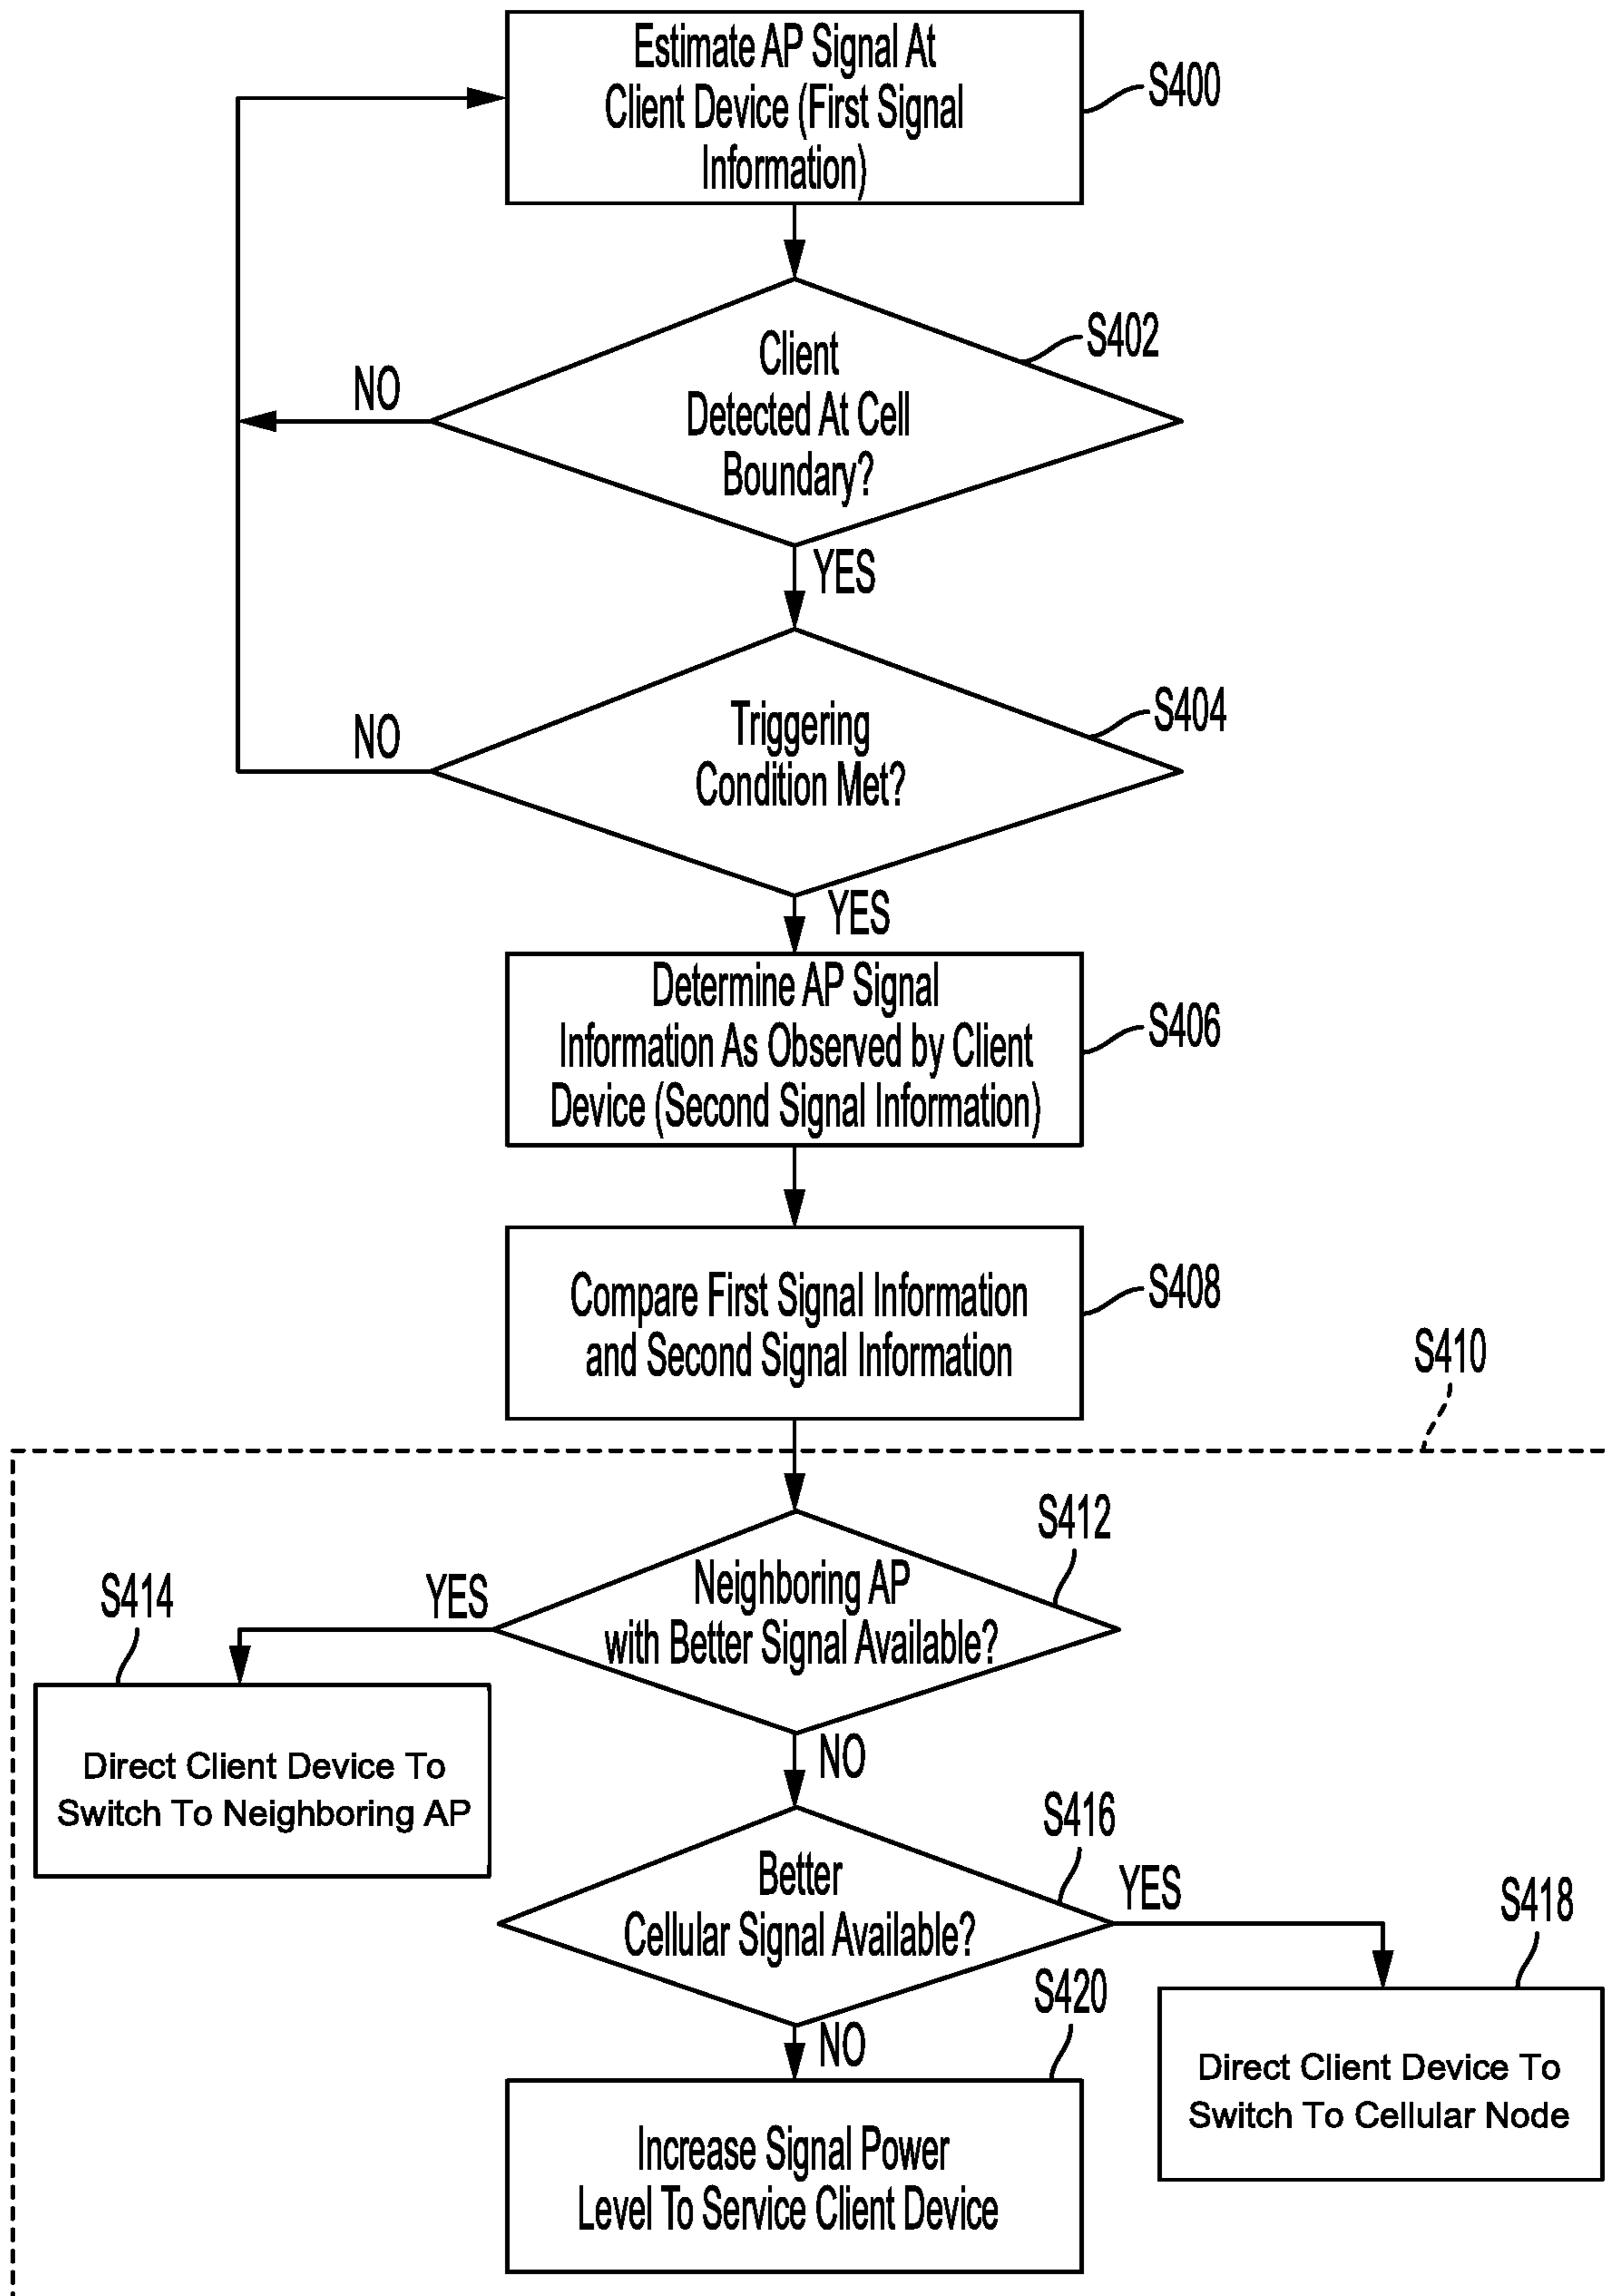 Estimate AP Signal At
Client Device (First Signal
Information)
S400
Client
Detected At Cell
Boundary?
S402
NO
YES
Triggering
Condition Met?
S404
NO
YES
Determine AP Signal
Information As Observed by Client
Device (Second Signal Information)
S406
Compare First Signal Information
and Second Signal Information
S408
S410
Neighboring AP
with Better Signal Available?
S412
YES
S414
Direct Client Device To
Switch To Neighboring AP
NO
Better
Cellular Signal Available?
S416
YES
S418
Direct Client Device To
Switch To Cellular Node
NO
S420
Increase Signal Power
Level To Service Client Device